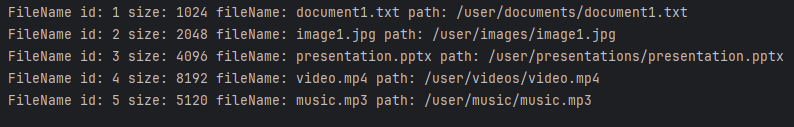 FileName id: 1 size: 1024 fileName: document1.txt path: /user/documents/document1.txt
FileName id: 2 size: 2048 fileName: image1.jpg path: /user/images/image1.jpg
FileName id: 3 size: 4096 fileName: presentation.pptx path: /user/presentations/presentation.pptx
FileName id: 4 size: 8192 fileName: video.mp4 path: /user/videos/video.mp4
FileName id: 5 size: 5120 fileName: music.mp3 path: /user/music/music.mp3